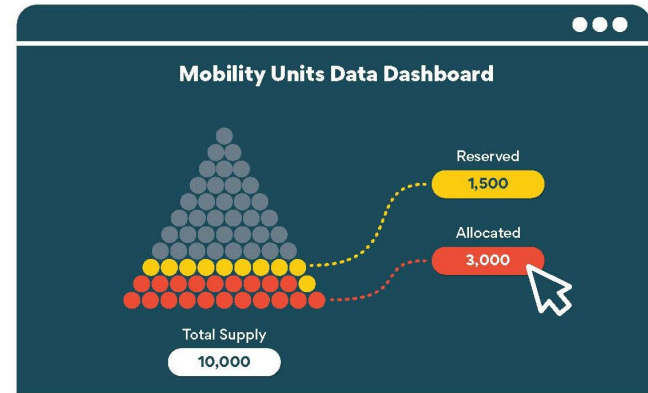 Mobility Units Data Dashboard
Reserved
1,500
Allocated
3,000
Total Supply
10,000